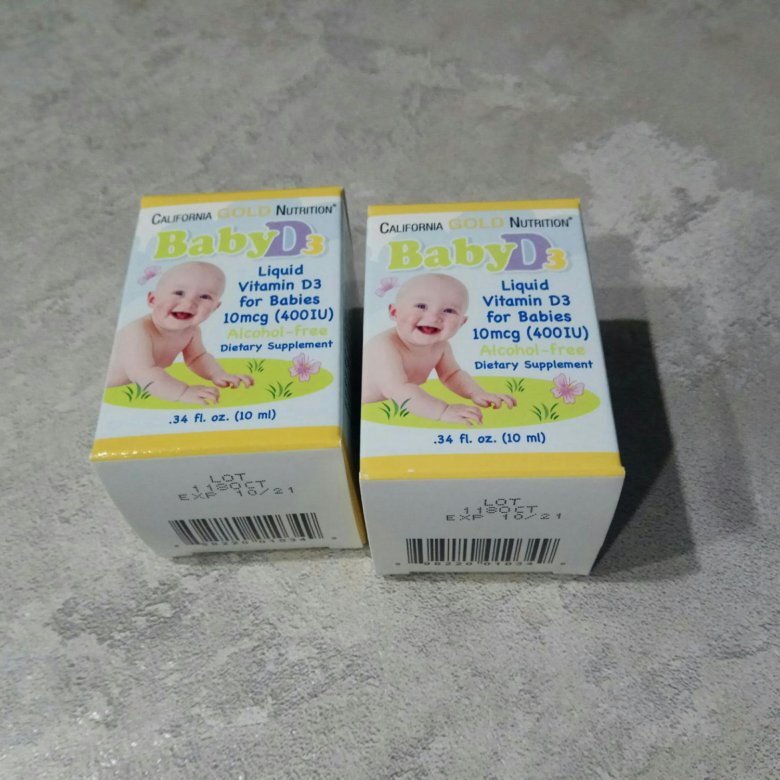 CALIFORNIA GOLD NUTRITION
BabyD3
Liquid
Vitamin D3
for Babies
10mcg (400IU)
Alcohol-free
Dietary Supplement
.34 fl. oz. (10 ml)
LOT
118OCT
EXP 10/21
CALIFORNIA GOLD NUTRITION
BabyD3
Liquid
Vitamin D3
for Babies
10mcg (400IU)
Alcohol-free
Dietary Supplement
.34 fl. oz. (10 ml)
LOT
118OCT
EXP 10/21